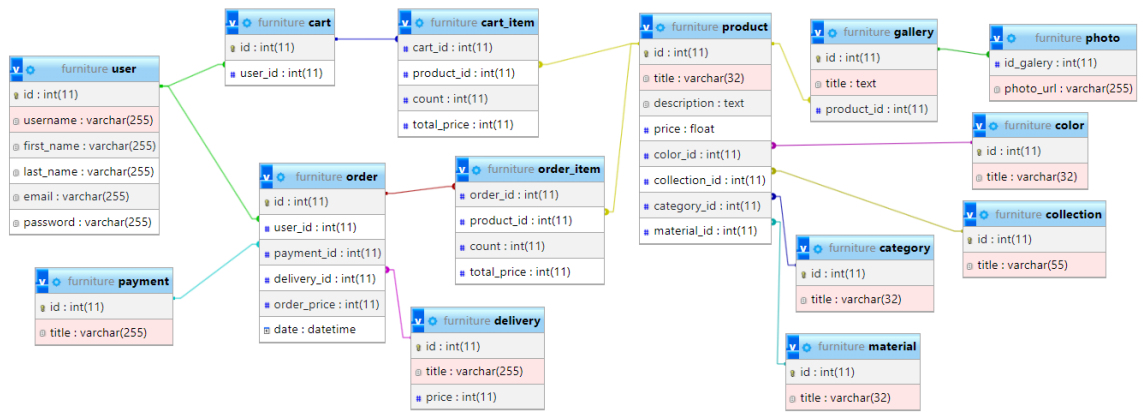 furniture user
id : int(11)
username : varchar(255)
first_name : varchar(255)
last_name : varchar(255)
email : varchar(255)
password : varchar(255)
furniture cart
id : int(11)
user_id : int(11)
furniture cart_item
cart_id : int(11)
product_id : int(11)
count : int(11)
total_price : int(11)
furniture product
id : int(11)
title : varchar(32)
description : text
price : float
color_id : int(11)
collection_id : int(11)
category_id : int(11)
material_id : int(11)
furniture gallery
id : int(11)
title : text
product_id : int(11)
furniture photo
id_galery : int(11)
photo_url : varchar(255)
furniture color
id : int(11)
title : varchar(32)
furniture order
id : int(11)
user_id : int(11)
payment_id : int(11)
delivery_id : int(11)
order_price : int(11)
date : datetime
furniture order_item
order_id : int(11)
product_id : int(11)
count : int(11)
total_price : int(11)
furniture collection
id : int(11)
title : varchar(55)
furniture category
id : int(11)
title : varchar(32)
furniture payment
id : int(11)
title : varchar(255)
furniture delivery
id : int(11)
title : varchar(255)
price : int(11)
furniture material
id : int(11)
title : varchar(32)